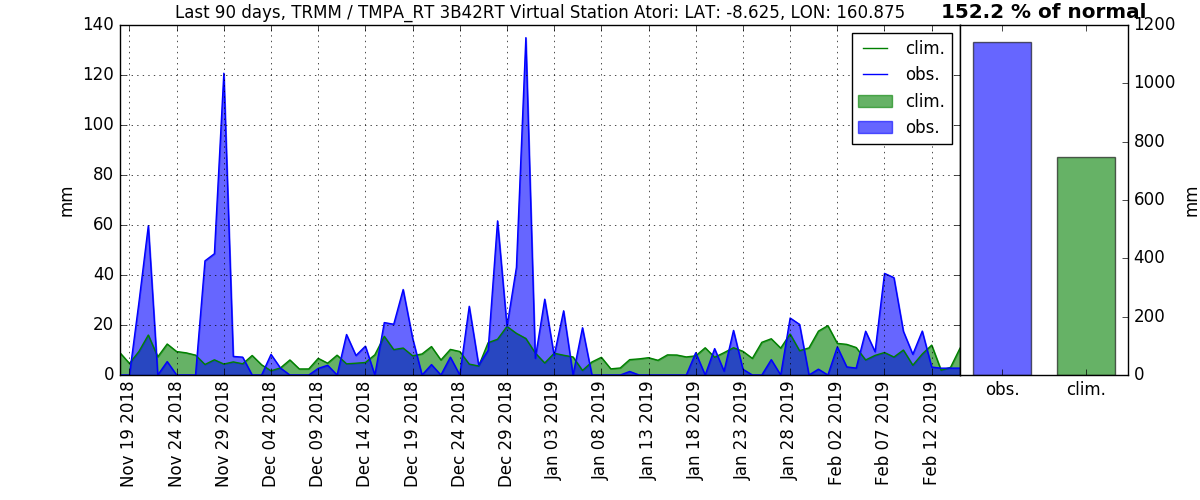 Last 90 days, TRMM / TMPA_RT 3B42RT Virtual Station Atori: LAT: -8.625, LON: 160.875
152.2 % of normal
140
120
100
80
60
40
20
0
mm
clim.
obs.
clim.
obs.
1200
1000
800
600
400
200
0
mm
obs.
clim.
Nov 19 2018
Nov 24 2018
Nov 29 2018
Dec 04 2018
Dec 09 2018
Dec 14 2018
Dec 19 2018
Dec 24 2018
Dec 29 2018
Jan 03 2019
Jan 08 2019
Jan 13 2019
Jan 18 2019
Jan 23 2019
Jan 28 2019
Feb 02 2019
Feb 07 2019
Feb 12 2019